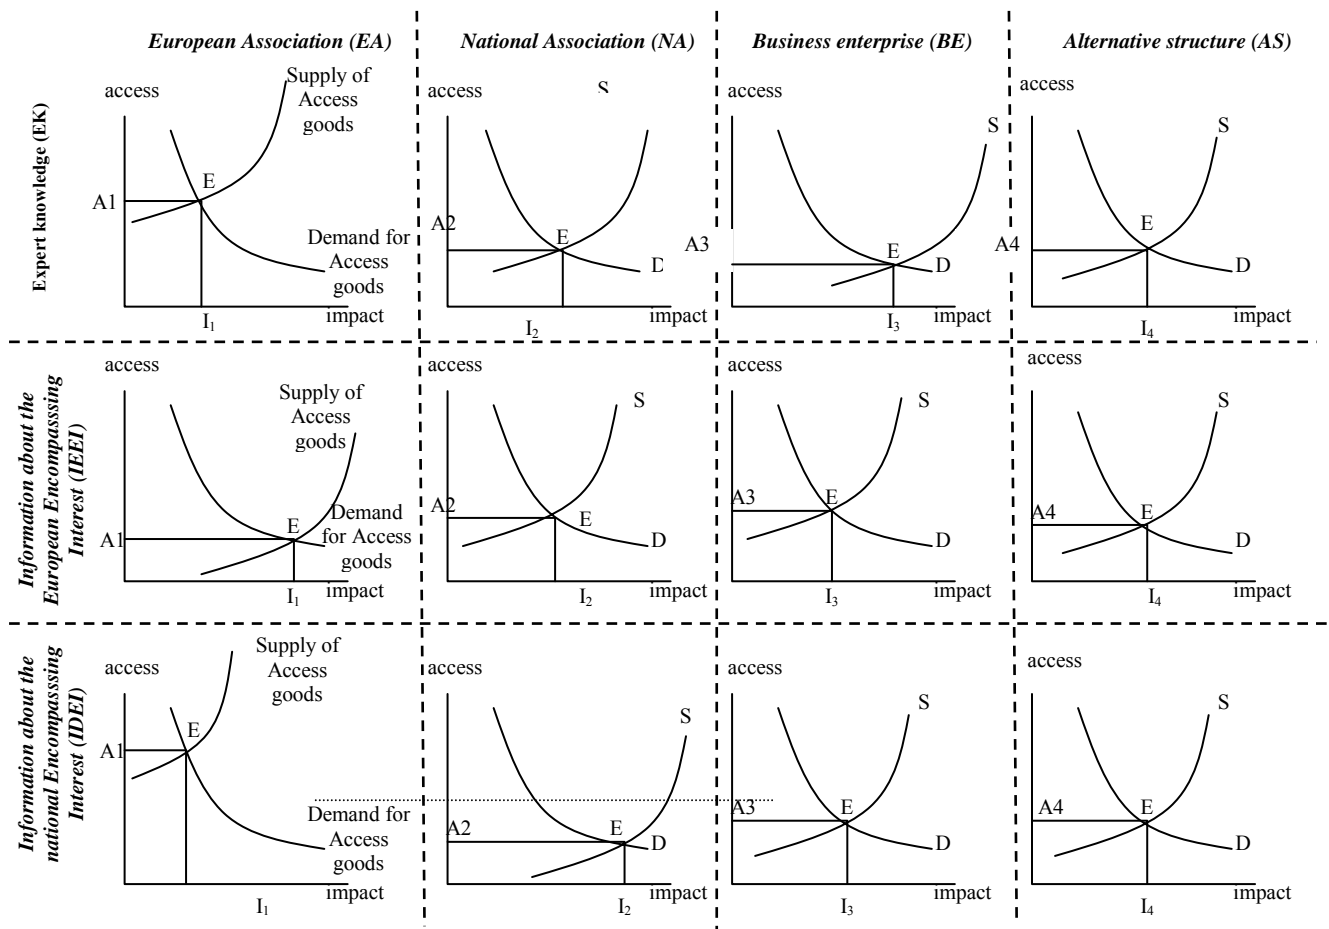 European Association (EA)
National Association (NA)
Business enterprise (BE)
Alternative structure (AS)
Expert knowledge (EK)
access
Supply of
Access
goods
E
A1
Demand for
Access
goods
I1
impact
access
S
A2
E
D
I2
impact
access
S
A3
E
D
I3
impact
access
S
A4
E
D
I4
impact
Information about the
European Encompasssing
Interest (IEEI)
access
Supply of
Access
goods
E
A1
Demand
for Access
goods
I1
impact
access
S
A2
E
D
I2
impact
access
S
A3
E
D
I3
impact
access
S
A4
E
D
I4
impact
Information about the
national Encompasssing
Interest (IDEI)
access
Supply of
Access
goods
E
A1
Demand for
Access
goods
I1
impact
access
S
A2
E
D
I2
impact
access
S
A3
E
D
I3
impact
access
S
A4
E
D
I4
impact